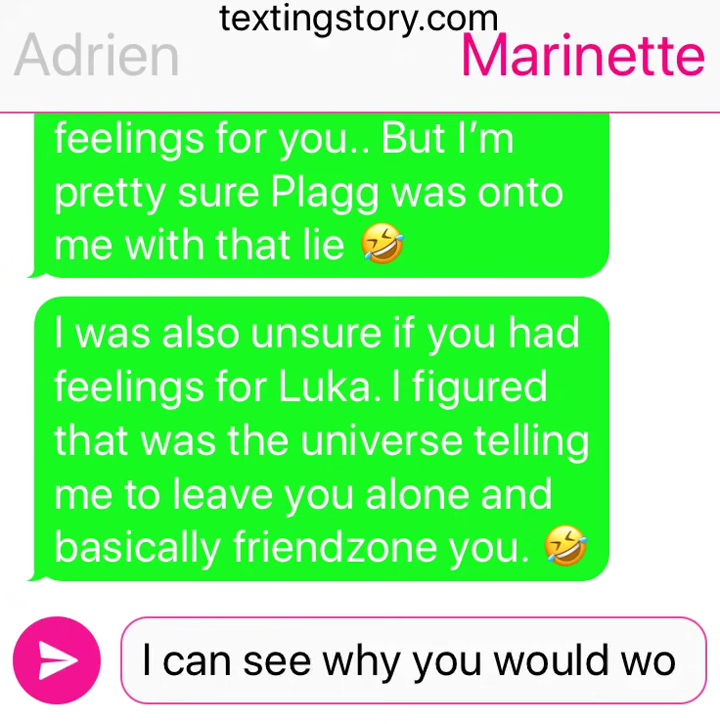 textingstory.com
Adrien Marinette
feelings for you.. But I'm
pretty sure Plagg was onto
me with that lie 🤣
I was also unsure if you had
feelings for Luka. I figured
that was the universe telling
me to leave you alone and
basically friendzone you. 🤣
I can see why you would wo